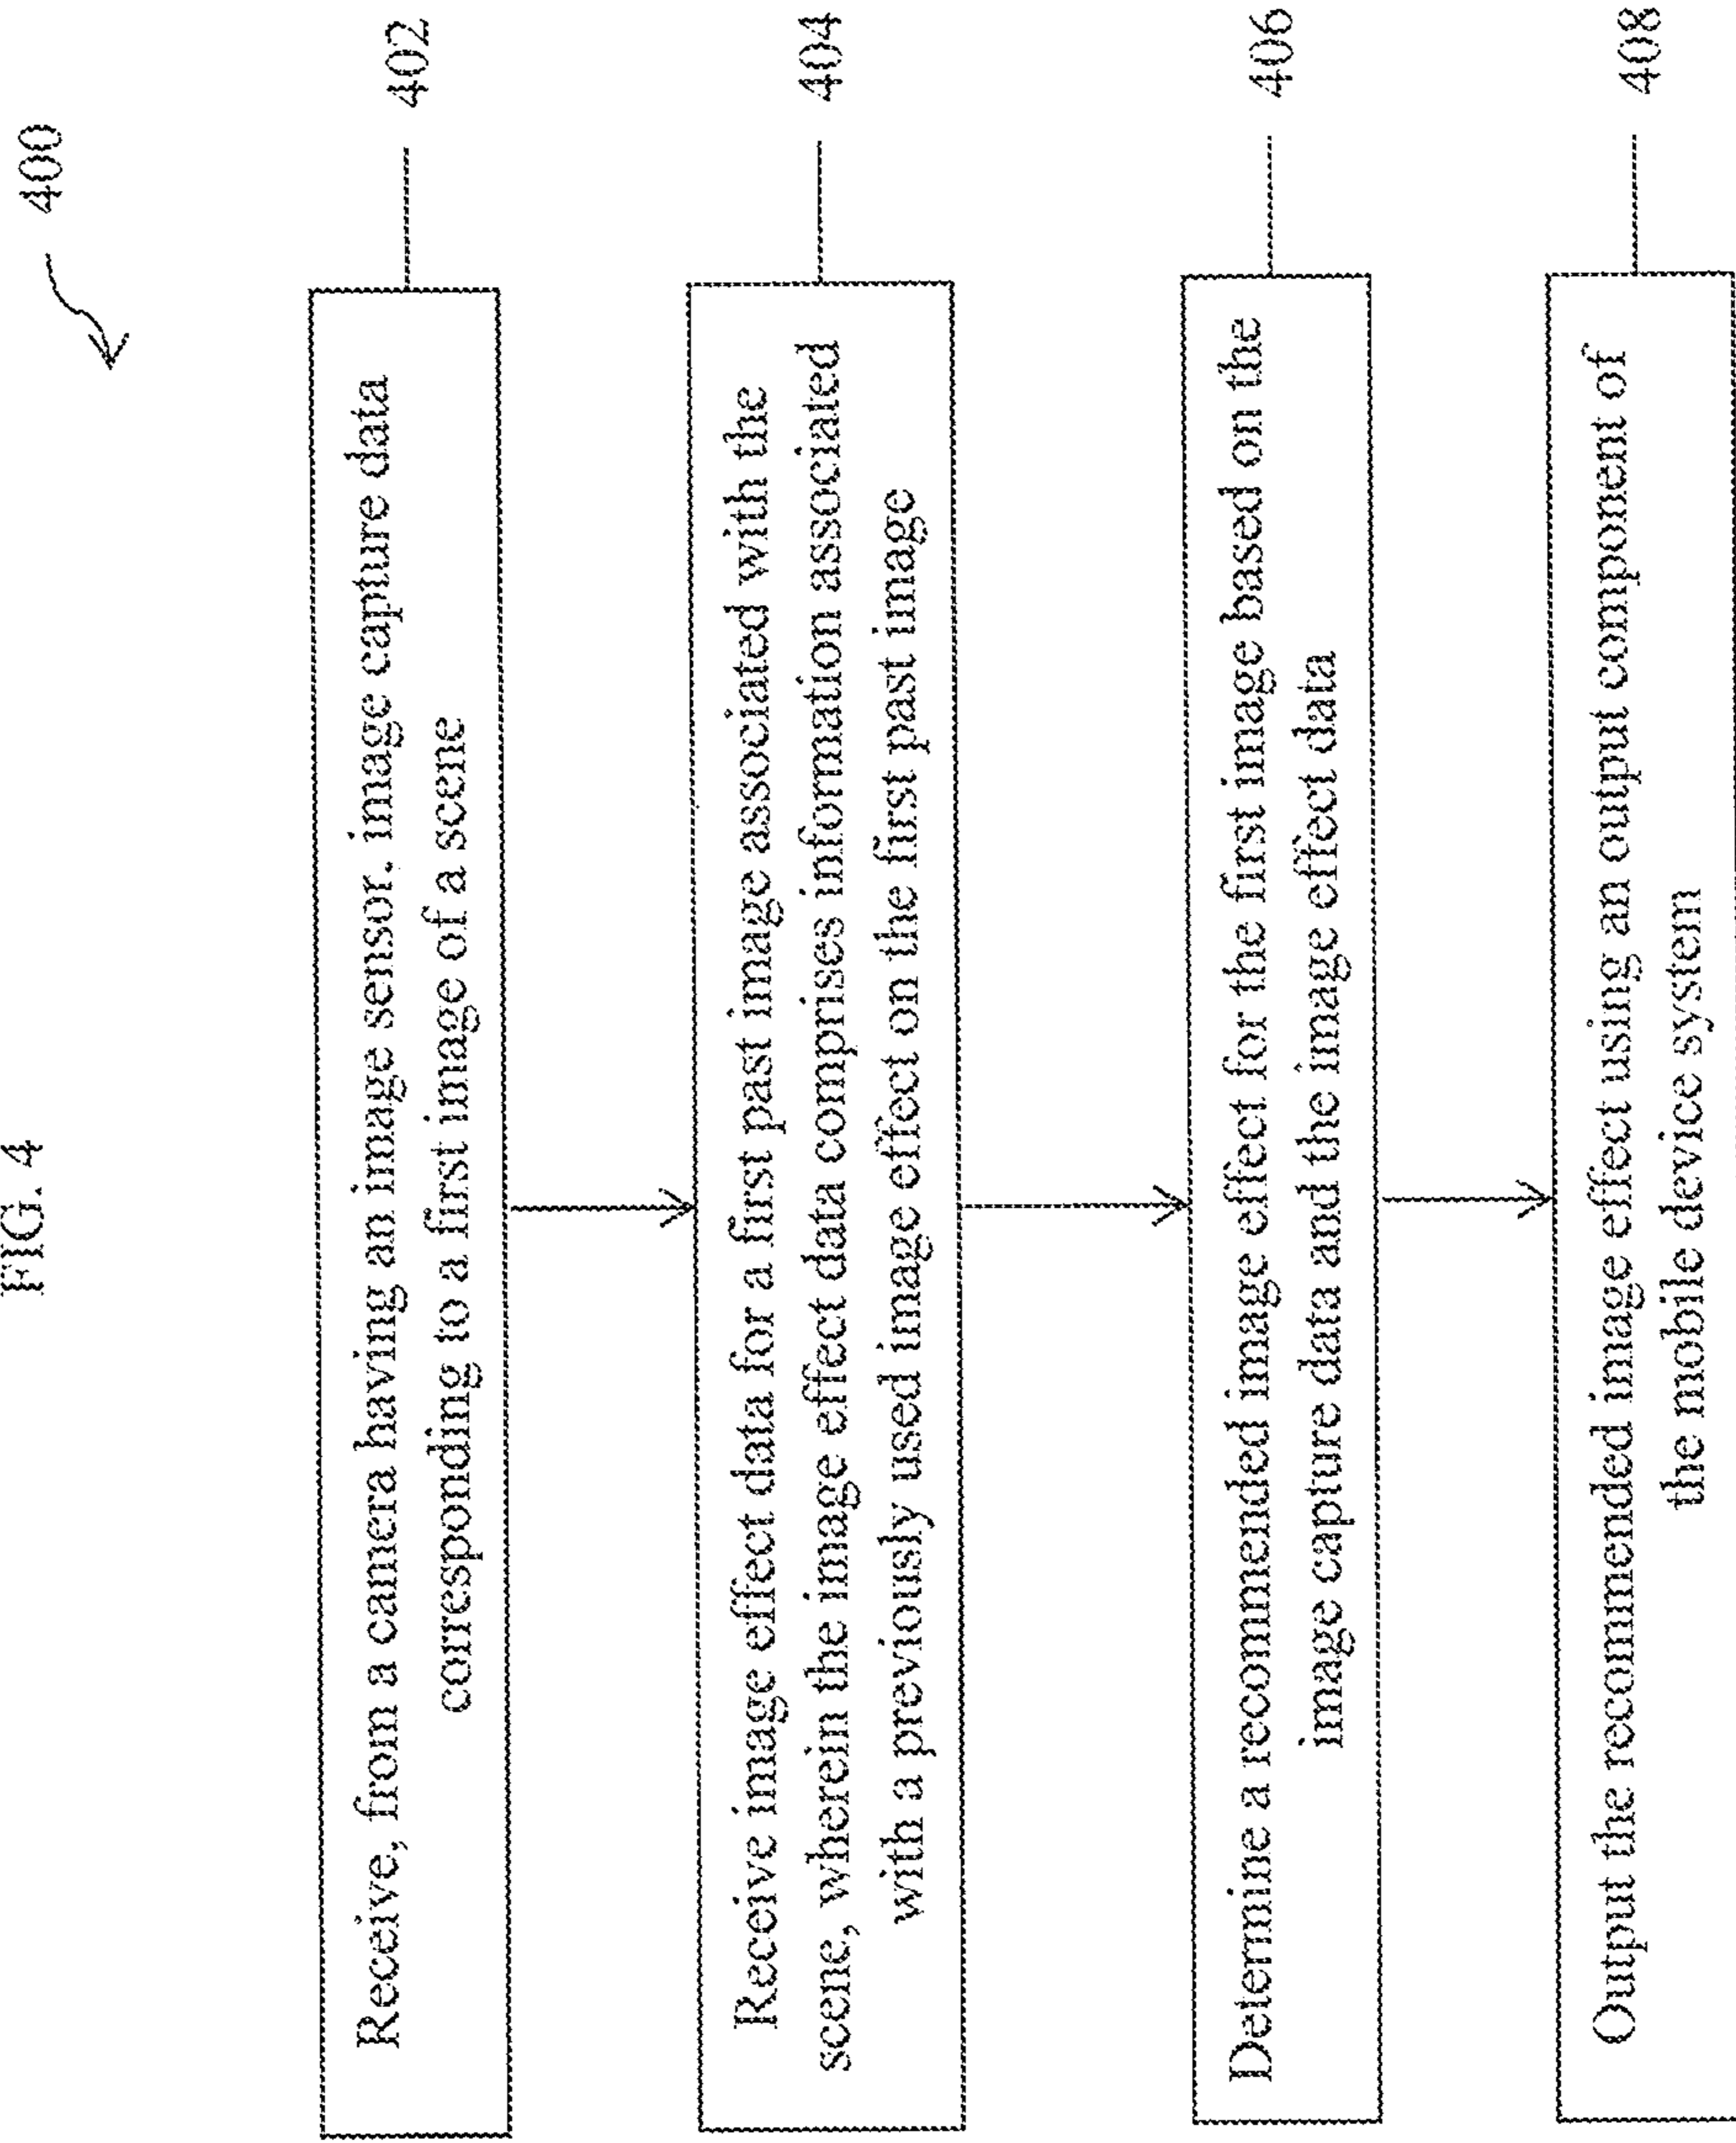 FIG. 4
400
Receive, from a camera having an image sensor, image capture data
corresponding to a first image of a scene
402
Receive image effect data for a first past image associated with the
scene, wherein the image effect data comprises information associated
with a previously used image effect on the first past image
404
Determine a recommended image effect for the first image based on the
image capture data and the image effect data
406
Output the recommended image effect using an output component of
the mobile device system
408